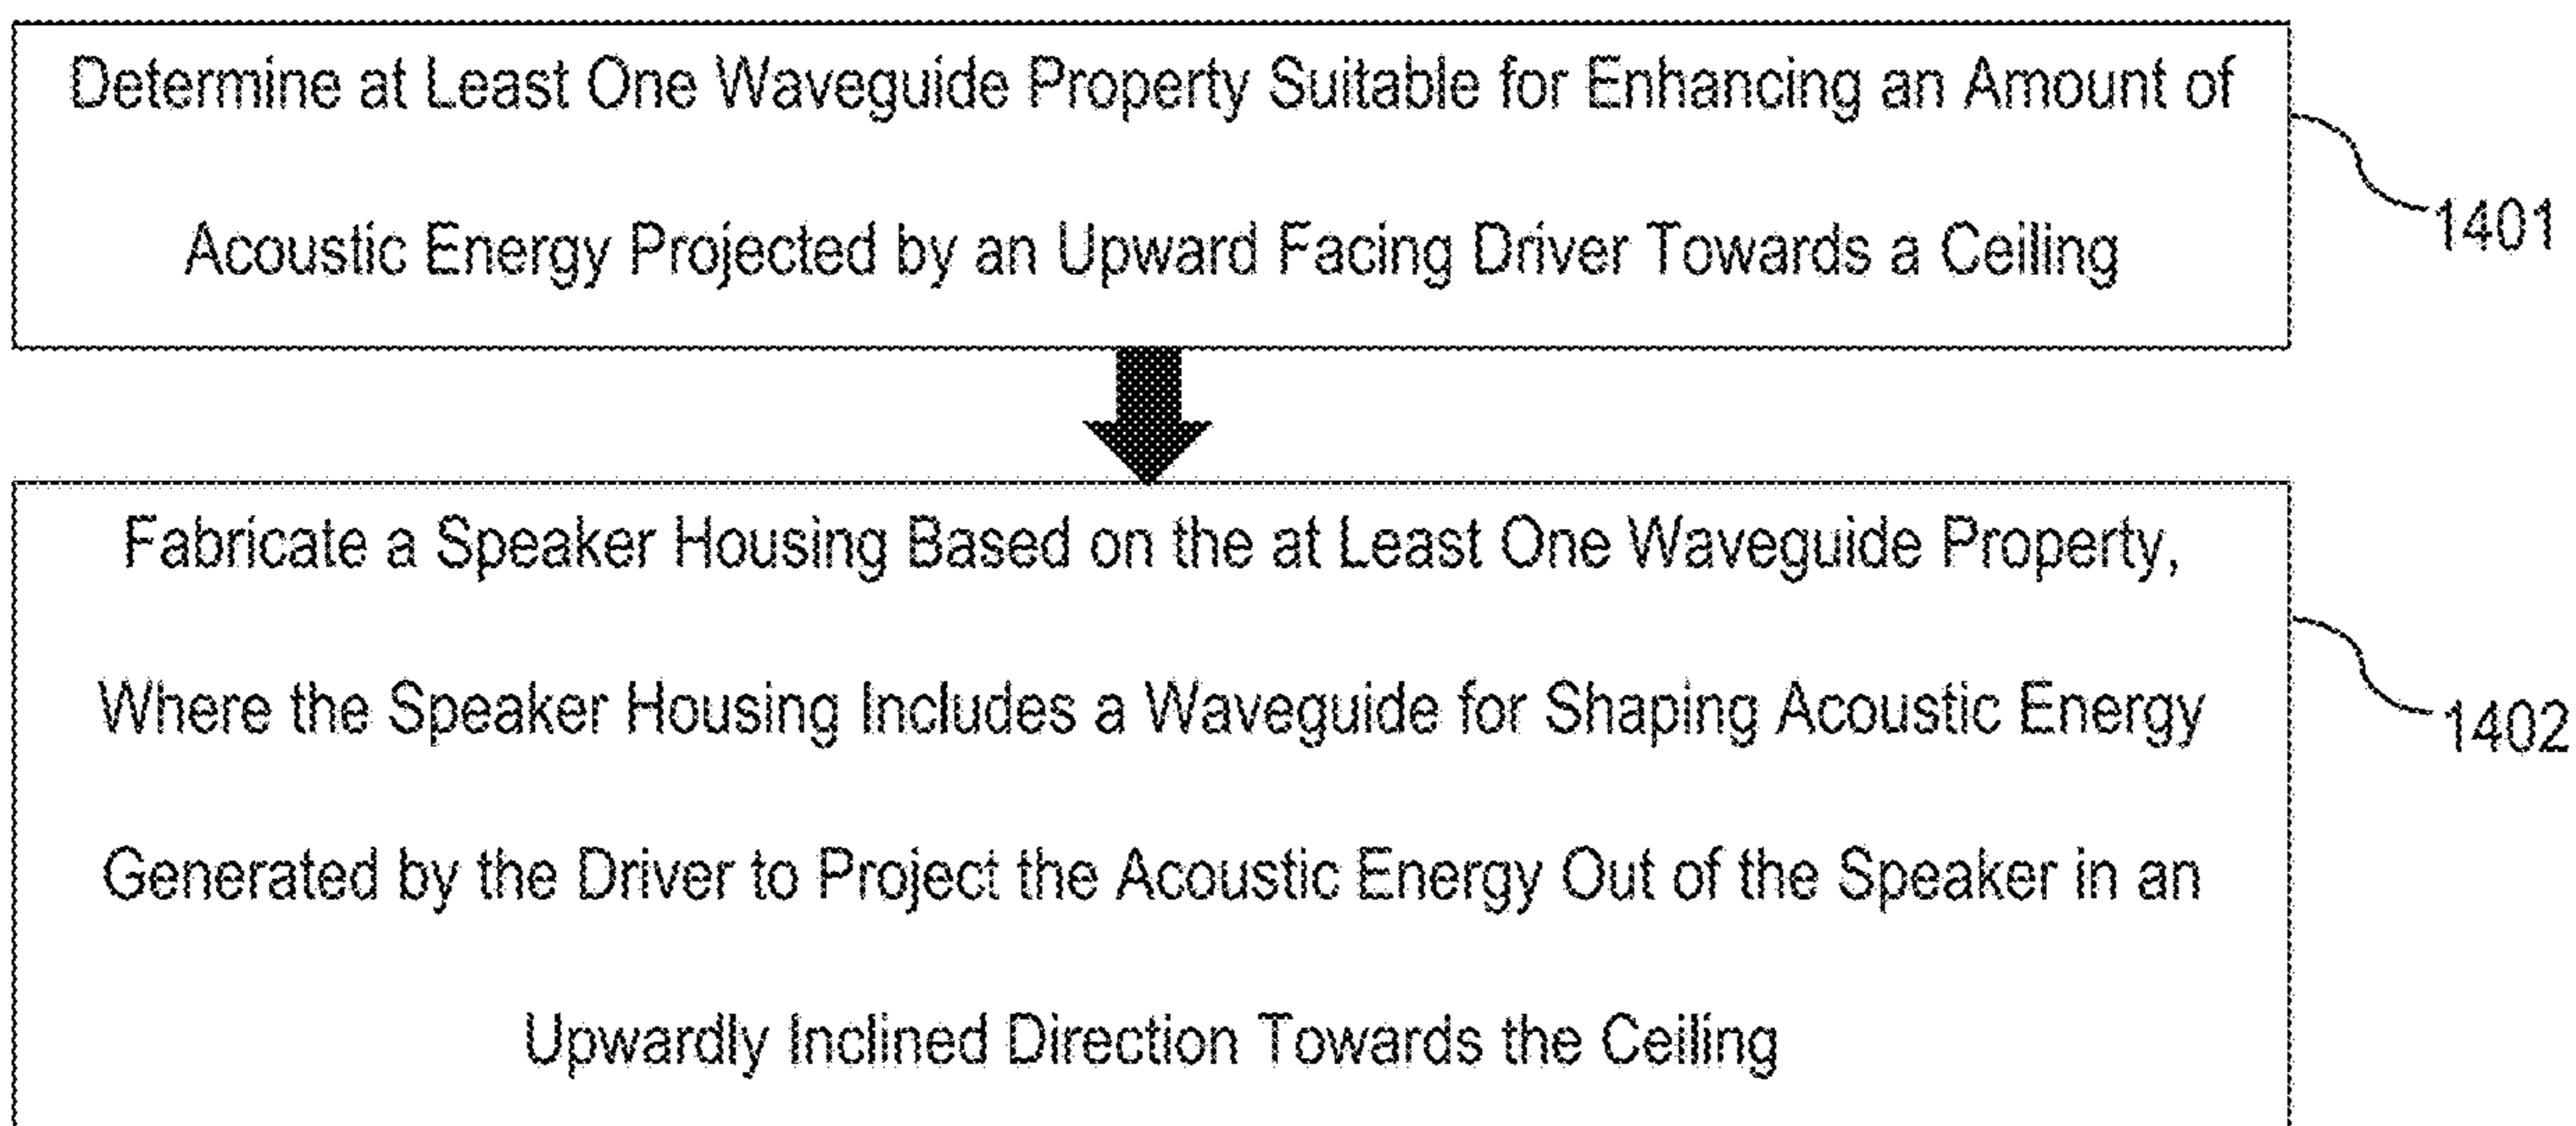 Determine at Least One Waveguide Property Suitable for Enhancing an Amount of
Acoustic Energy Projected by an Upward Facing Driver Towards a Ceiling
1401
Fabricate a Speaker Housing Based on the at Least One Waveguide Property,
Where the Speaker Housing Includes a Waveguide for Shaping Acoustic Energy
1402
Generated by the Driver to Project the Acoustic Energy Out of the Speaker in an
Upwardly Inclined Direction Towards the Ceiling